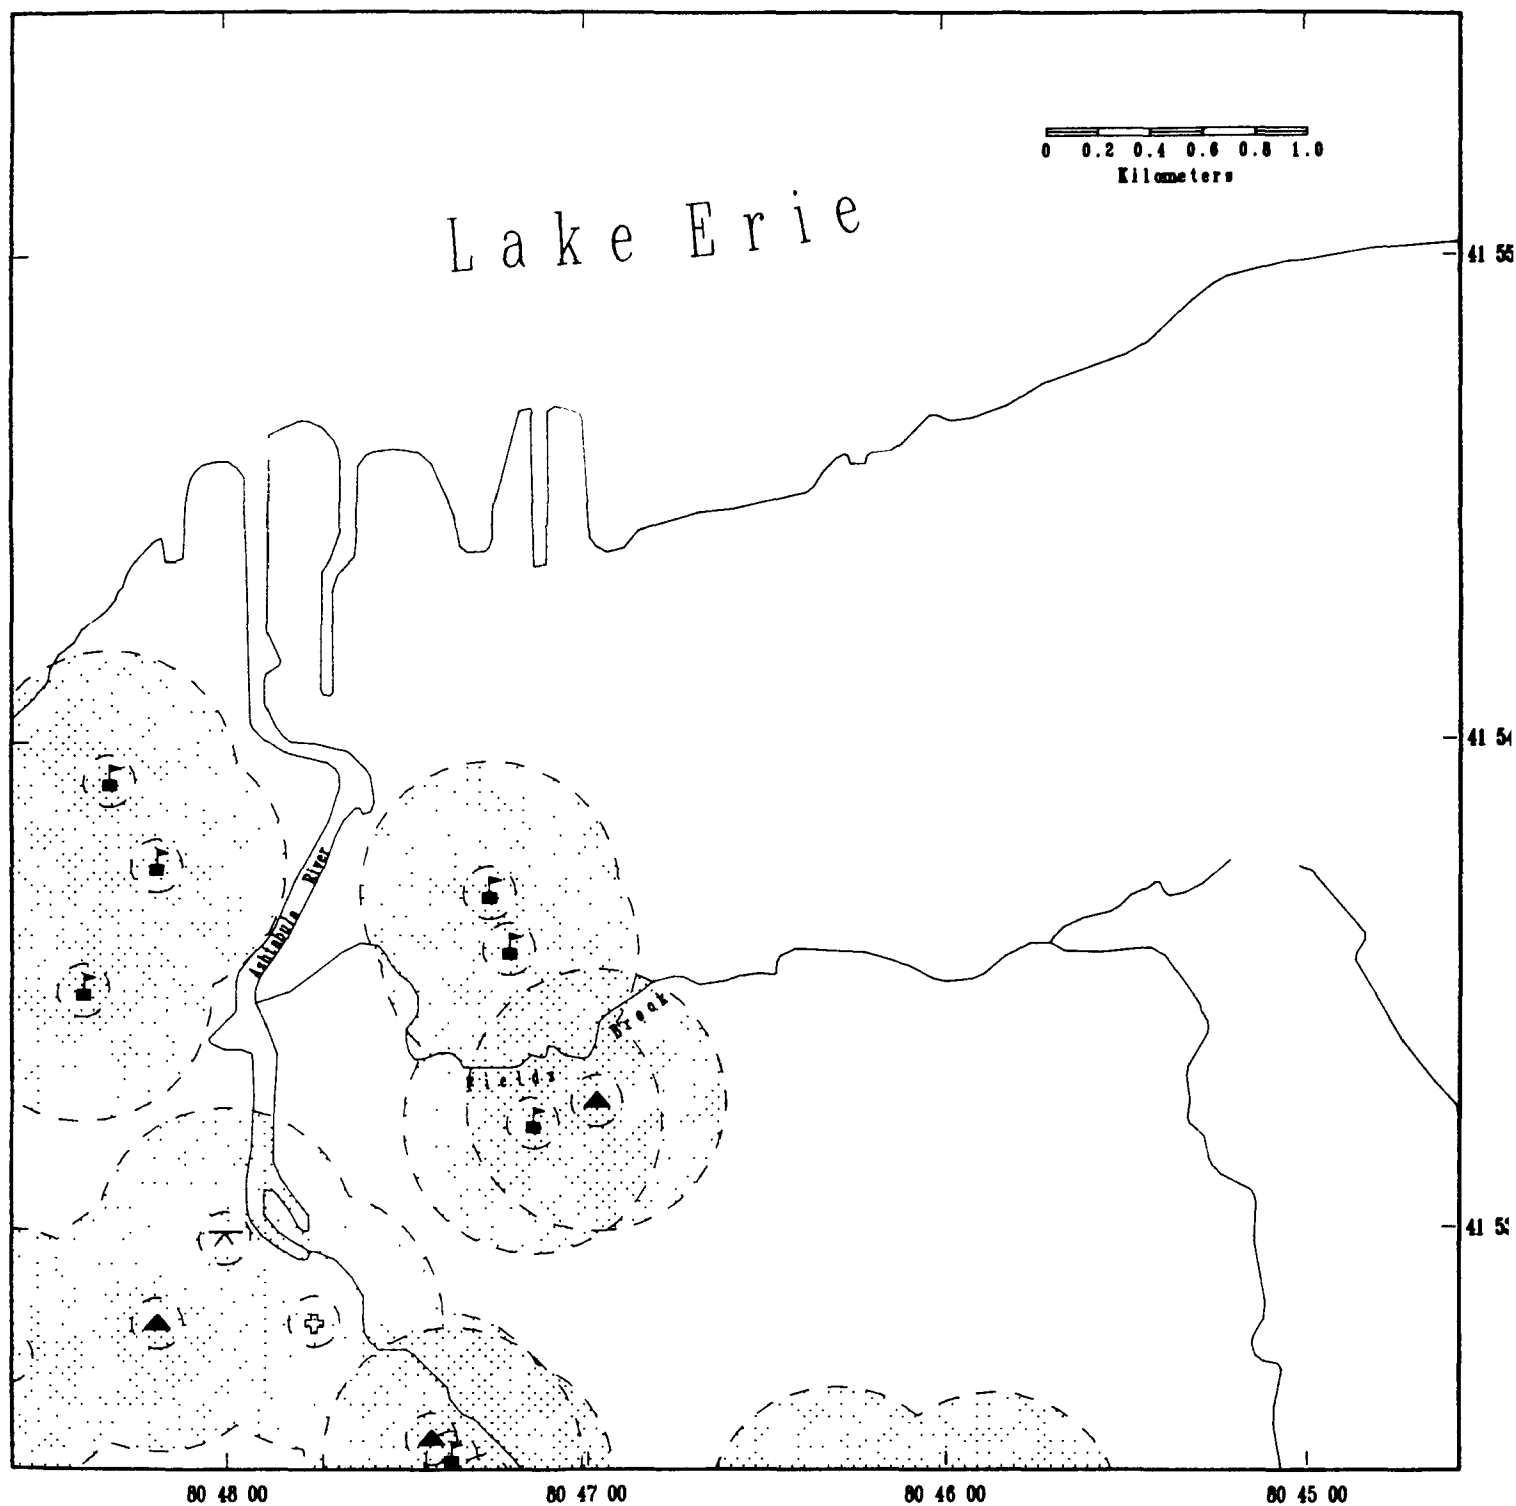 0 0.2 0.4 0.6 0.8 1.0
Kilometers
Lake Erie
41 55
41 54
Ashtabula River
Brook
Fields
41 53
80 48 00 80 47 00 80 46 00 80 45 00